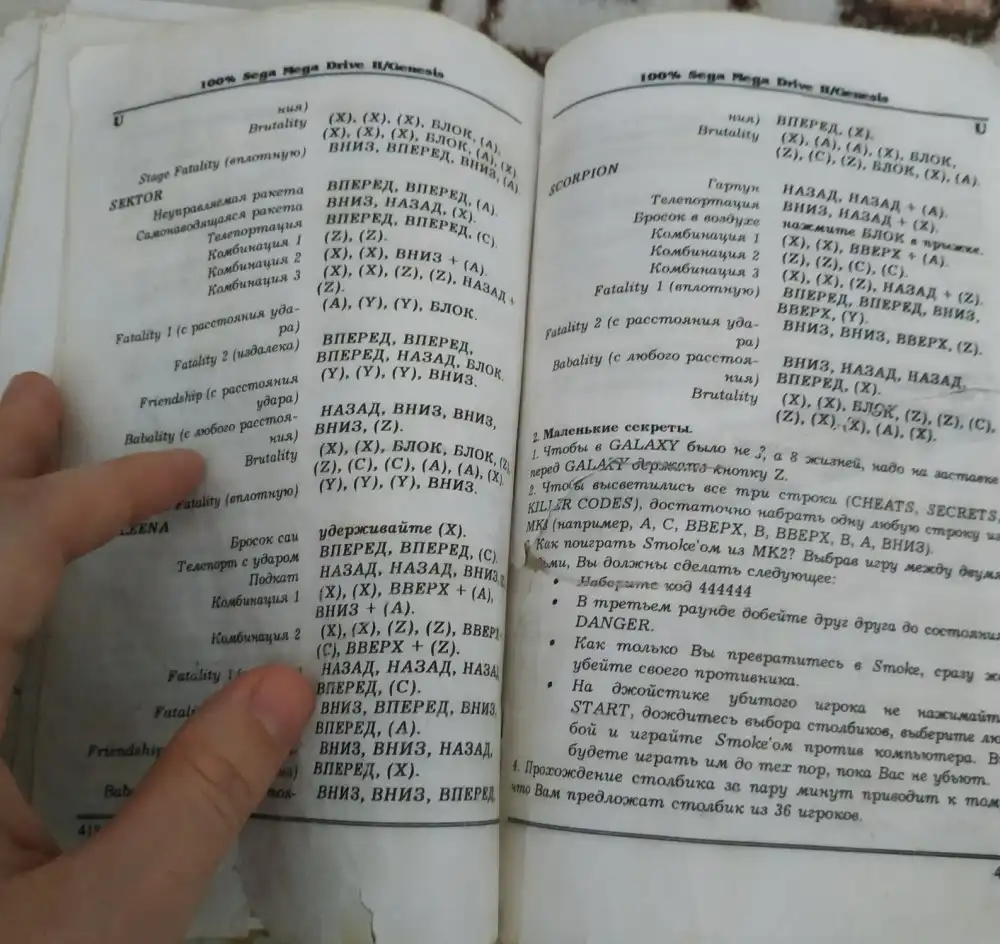 100% Sega Mega Drive II/Genesis
U
ния)
Brutality (X), (X), (X), БЛОК, (A),
(X), (X), (X), БЛОК, (A), (X).
Stage Fatality (вплотную) ВНИЗ, ВПЕРЕД, ВНИЗ, (A).
SEKTOR
Неуправляемая ракета ВПЕРЕД, ВПЕРЕД, (A).
Самонаводящаяся ракета ВНИЗ, НАЗАД, (X).
Телепортация ВПЕРЕД, ВПЕРЕД, (C).
Комбинация 1 (Z), (Z).
Комбинация 2 (X), (X), ВНИЗ + (A).
Комбинация 3 (X), (X), (Z), (Z), НАЗАД +
(Z).
Fatality 1 (с расстояния уда-
ра) (A), (Y), (Y), БЛОК.
Fatality 2 (издалека) ВПЕРЕД, ВПЕРЕД,
ВПЕРЕД, НАЗАД, БЛОК.
Friendship (с расстояния
удара) (Y), (Y), (Y), ВНИЗ.
Babality (с любого расстоя-
ния) НАЗАД, ВНИЗ, ВНИЗ,
ВНИЗ, (Z).
Brutality (X), (X), БЛОК, БЛОК, (Z),
(Z), (C), (C), (A), (A), (X).
Fatality (вплотную) (Y), (Y), (Y), ВНИЗ.
LEENA
Бросок саи удерживайте (X).
Телепорт с ударом ВПЕРЕД, ВПЕРЕД, (C).
Подкат НАЗАД, НАЗАД, ВНИЗ,
Комбинация 1 (X), (X), ВВЕРХ + (A),
ВНИЗ + (A).
Комбинация 2 (X), (X), (Z), (Z), ВВЕРХ
(C), ВВЕРХ + (Z).
Fatality 1 НАЗАД, НАЗАД, НАЗА
ВПЕРЕД, (C).
Fatali ВНИЗ, ВПЕРЕД, ВНИЗ,
ВПЕРЕД, (A).
Friendship ВНИЗ, ВНИЗ, НАЗАД,
ВПЕРЕД, (X).
Bab ВНИЗ, ВНИЗ, ВПЕРЕД,
100% Sega Mega Drive II/Genesis
U
ния) ВПЕРЕД, (X).
Brutality (X), (A), (A), (X), БЛОК,
(Z), (C), (Z), БЛОК, (X), (A).
SCORPION
Гарпун НАЗАД, НАЗАД + (A).
Телепортация ВНИЗ, НАЗАД + (X).
Бросок в воздухе нажмите БЛОК в прыжке.
Комбинация 1 (X), (X), ВВЕРХ + (A).
Комбинация 2 (Z), (Z), (C), (C).
Комбинация 3 (X), (X), (Z), НАЗАД + (Z).
Fatality 1 (вплотную) ВПЕРЕД, ВПЕРЕД, ВНИЗ,
ВВЕРХ, (Y).
Fatality 2 (с расстояния уда-
ра) ВНИЗ, ВНИЗ, ВВЕРХ, (Z).
Babality (с любого расстоя-
ния) ВНИЗ, НАЗАД, НАЗАД,
ВПЕРЕД, (X).
Brutality (X), (X), БЛОК, (Z), (Z), (C),
(Z), (X), (X), (A), (X).
2. Маленькие секреты.
1. Чтобы в GALAXY было не 3, а 8 жизней, надо на заставке
перед GALAXY держать кнопку Z.
2. Чтобы высветились все три строки (CHEATS, SECRETS,
KILLER CODES), достаточно набрать одну любую строку из
MK3 (например, A, C, ВВЕРХ, B, ВВЕРХ, B, A, ВНИЗ).
Как поиграть Smoke'ом из MK2? Выбрав игру между двумя
Вы должны сделать следующее:
• Наберите код 444444
• В третьем раунде добейте друг друга до состояния
DANGER.
• Как только Вы превратитесь в Smoke, сразу же
убейте своего противника.
• На джойстике убитого игрока не нажимайт
START, дождитесь выбора столбиков, выберите лю
бой и играйте Smoke'ом против компьютера. В
будете играть им до тех пор, пока Вас не убьют.
4. Прохождение столбика за пару минут приводит к том
что Вам предложат столбик из 36 игроков.